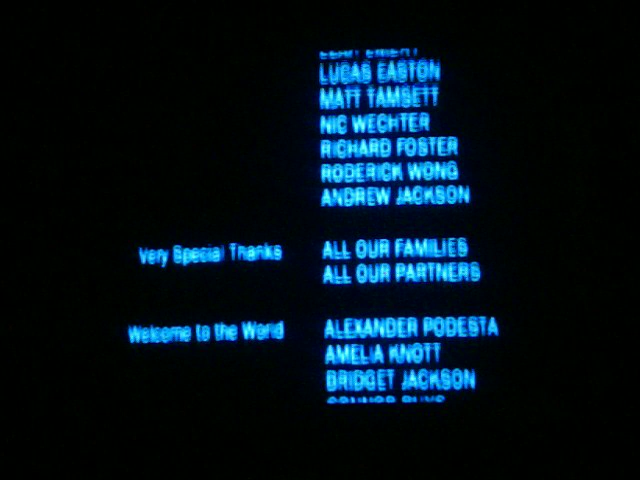 LUCAS EASTON
MATT TAMSETT
NIC WECHTER
RICHARD FOSTER
RODERICK WONG
ANDREW JACKSON
Very Special Thanks ALL OUR FAMILIES
ALL OUR PARTNERS
Welcome to the World ALEXANDER PODESTA
AMELIA KNOTT
BRIDGET JACKSON